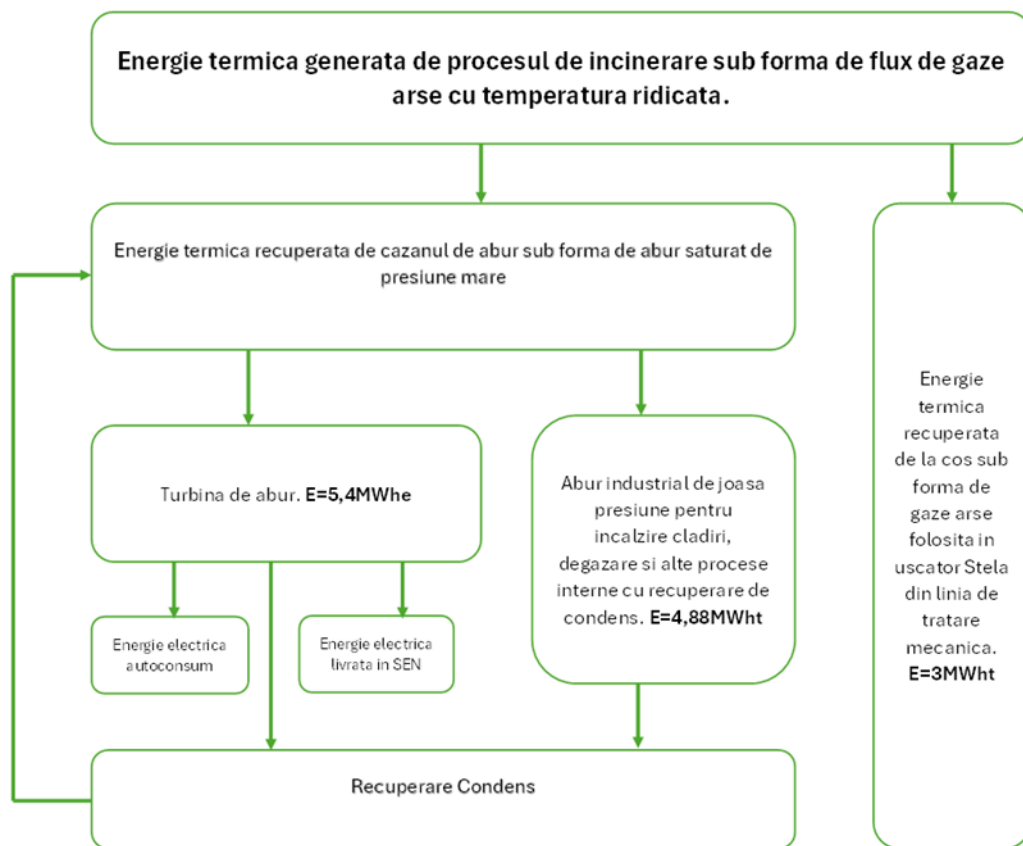 Energie termica generata de procesul de incinerare sub forma de flux de gaze
arse cu temperatura ridicata.
Energie termica recuperata de cazanul de abur sub forma de abur saturat de
presiune mare
Turbina de abur. E=5,4MWhe
Energie electrica
autoconsum
Energie electrica
livrata in SEN
Abur industrial de joasa
presiune pentru
incalzire cladiri,
degazare si alte procese
interne cu recuperare de
condens. E=4,88MWht
Energie
termica
recuperata
de la cos sub
forma de
gaze arse
folosita in
uscator Stela
din linia de
tratare
mecanica.
E=3MWht
Recuperare Condens